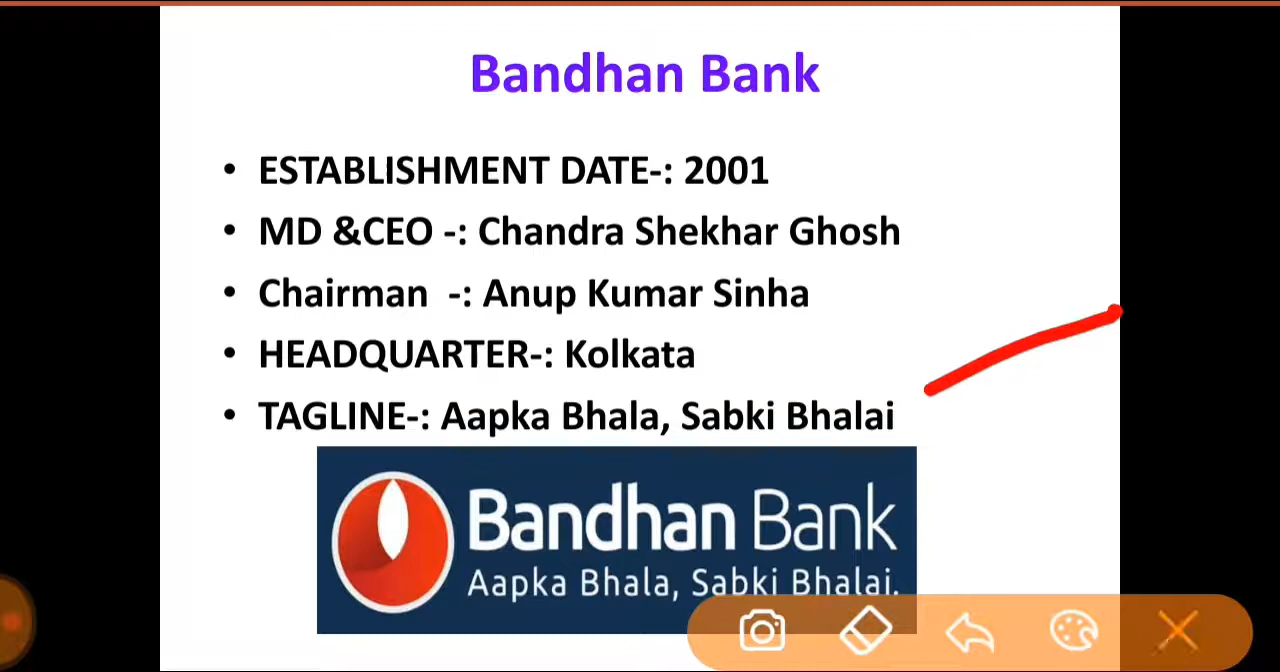 Bandhan Bank
• ESTABLISHMENT DATE-: 2001
• MD &CEO -: Chandra Shekhar Ghosh
• Chairman -: Anup Kumar Sinha
• HEADQUARTER-: Kolkata
• TAGLINE-: Aapka Bhala, Sabki Bhalai
Bandhan Bank
Aapka Bhala, Sabki Bhalai.